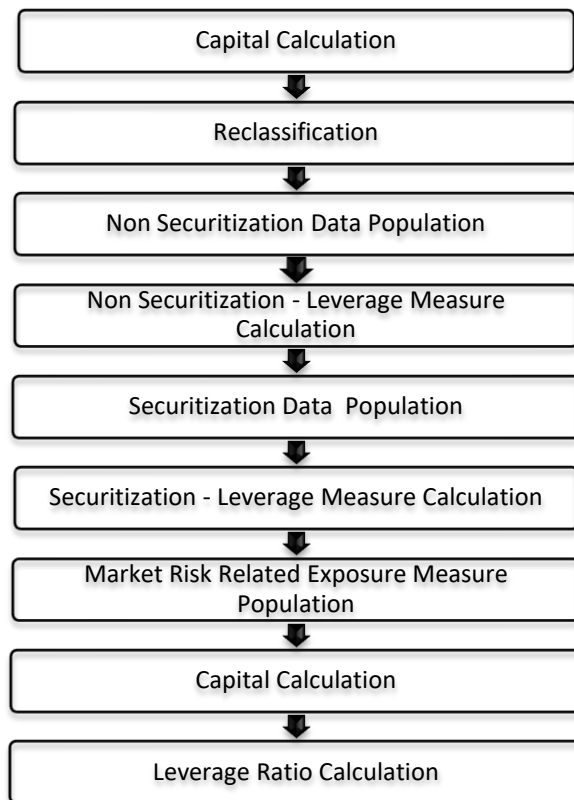 Capital Calculation
Reclassification
Non Securitization Data Population
Non Securitization - Leverage Measure
Calculation
Securitization Data  Population
Securitization - Leverage Measure Calculation
Market Risk Related Exposure Measure
Population
Capital Calculation
Leverage Ratio Calculation